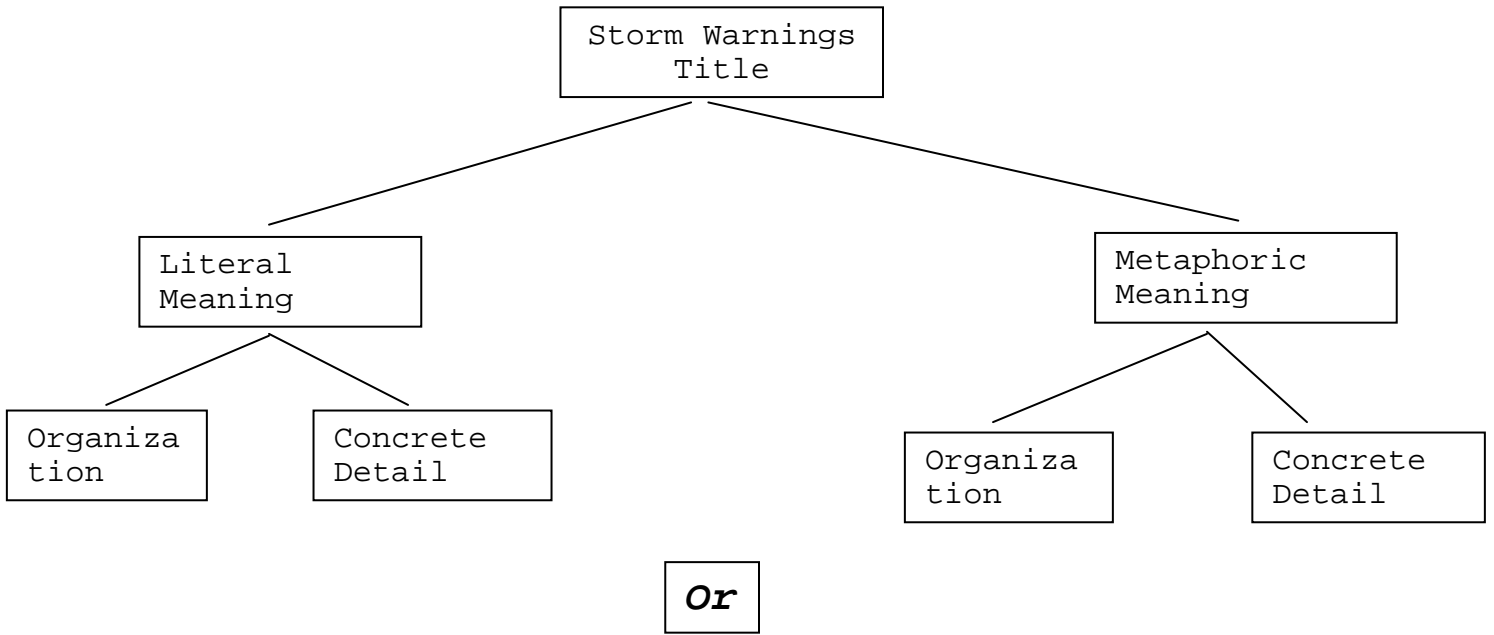 Storm Warnings
Title
Literal
Meaning
Metaphoric
Meaning
Organiza
tion
Concrete
Detail
Organiza
tion
Concrete
Detail
Or